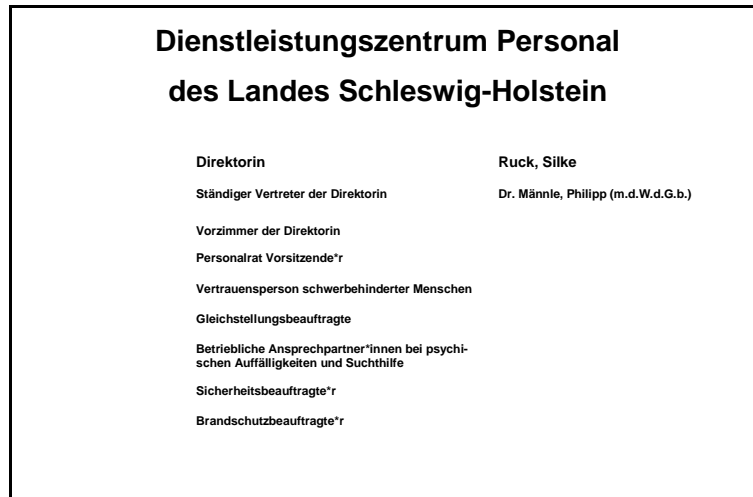 Dienstleistungszentrum Personal
des Landes Schleswig-Holstein
Direktorin Ruck, Silke
Ständiger Vertreter der Direktorin Dr. Männle, Philipp (m.d.W.d.G.b.)
Vorzimmer der Direktorin
Personalrat Vorsitzende*r
Vertrauensperson schwerbehinderter Menschen
Gleichstellungsbeauftragte
Betriebliche Ansprechpartner*innen bei psychi-
schen Auffälligkeiten und Suchthilfe
Sicherheitsbeauftragte*r
Brandschutzbeauftragte*r